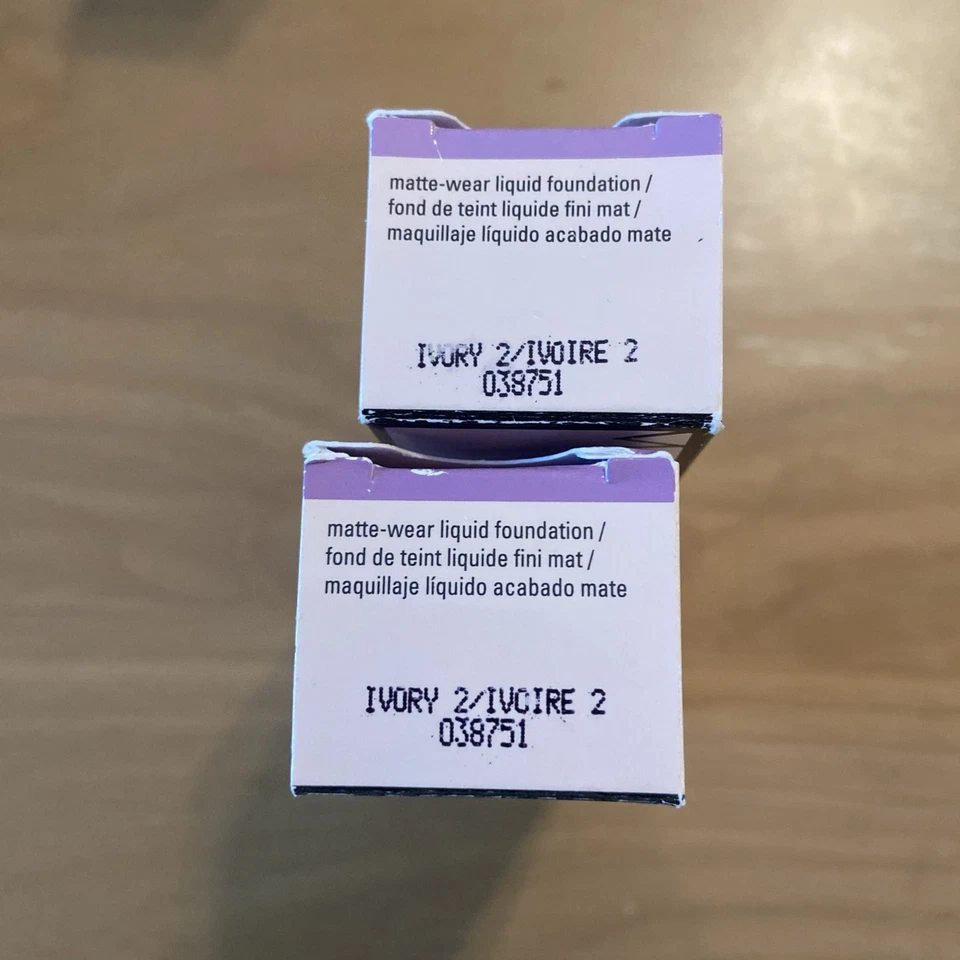 matte-wear liquid foundation /
fond de teint liquide fini mat /
maquillaje líquido acabado mate
IVORY 2/IVOIRE 2
038751
matte-wear liquid foundation /
fond de teint liquide fini mat /
maquillaje líquido acabado mate
IVORY 2/IVOIRE 2
038751